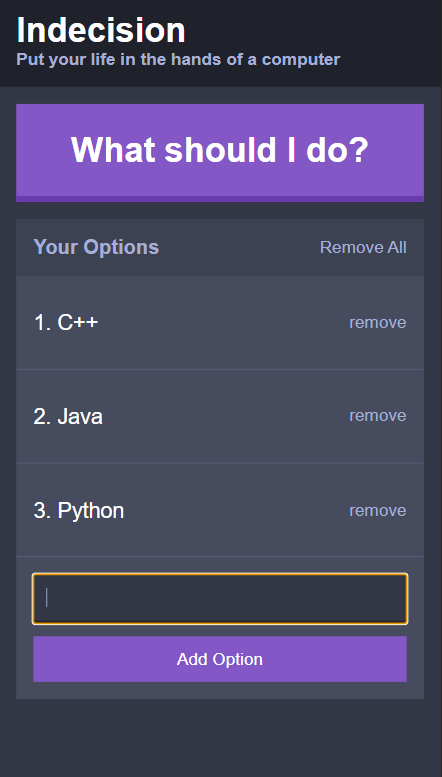 Indecision
Put your life in the hands of a computer
What should I do?
Your Options
Remove All
1. C++
remove
2. Java
remove
3. Python
remove
Add Option